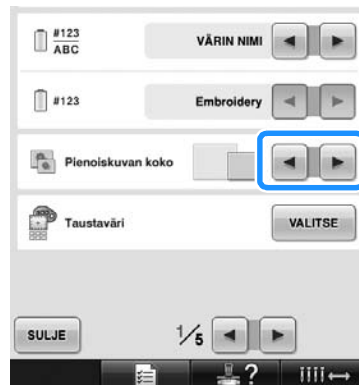 #123
ABC
VÄRIN NIMI
#123
Embroidery
Pienoiskuvan koko
Taustaväri
VALITSE
SULJE
1/5
?